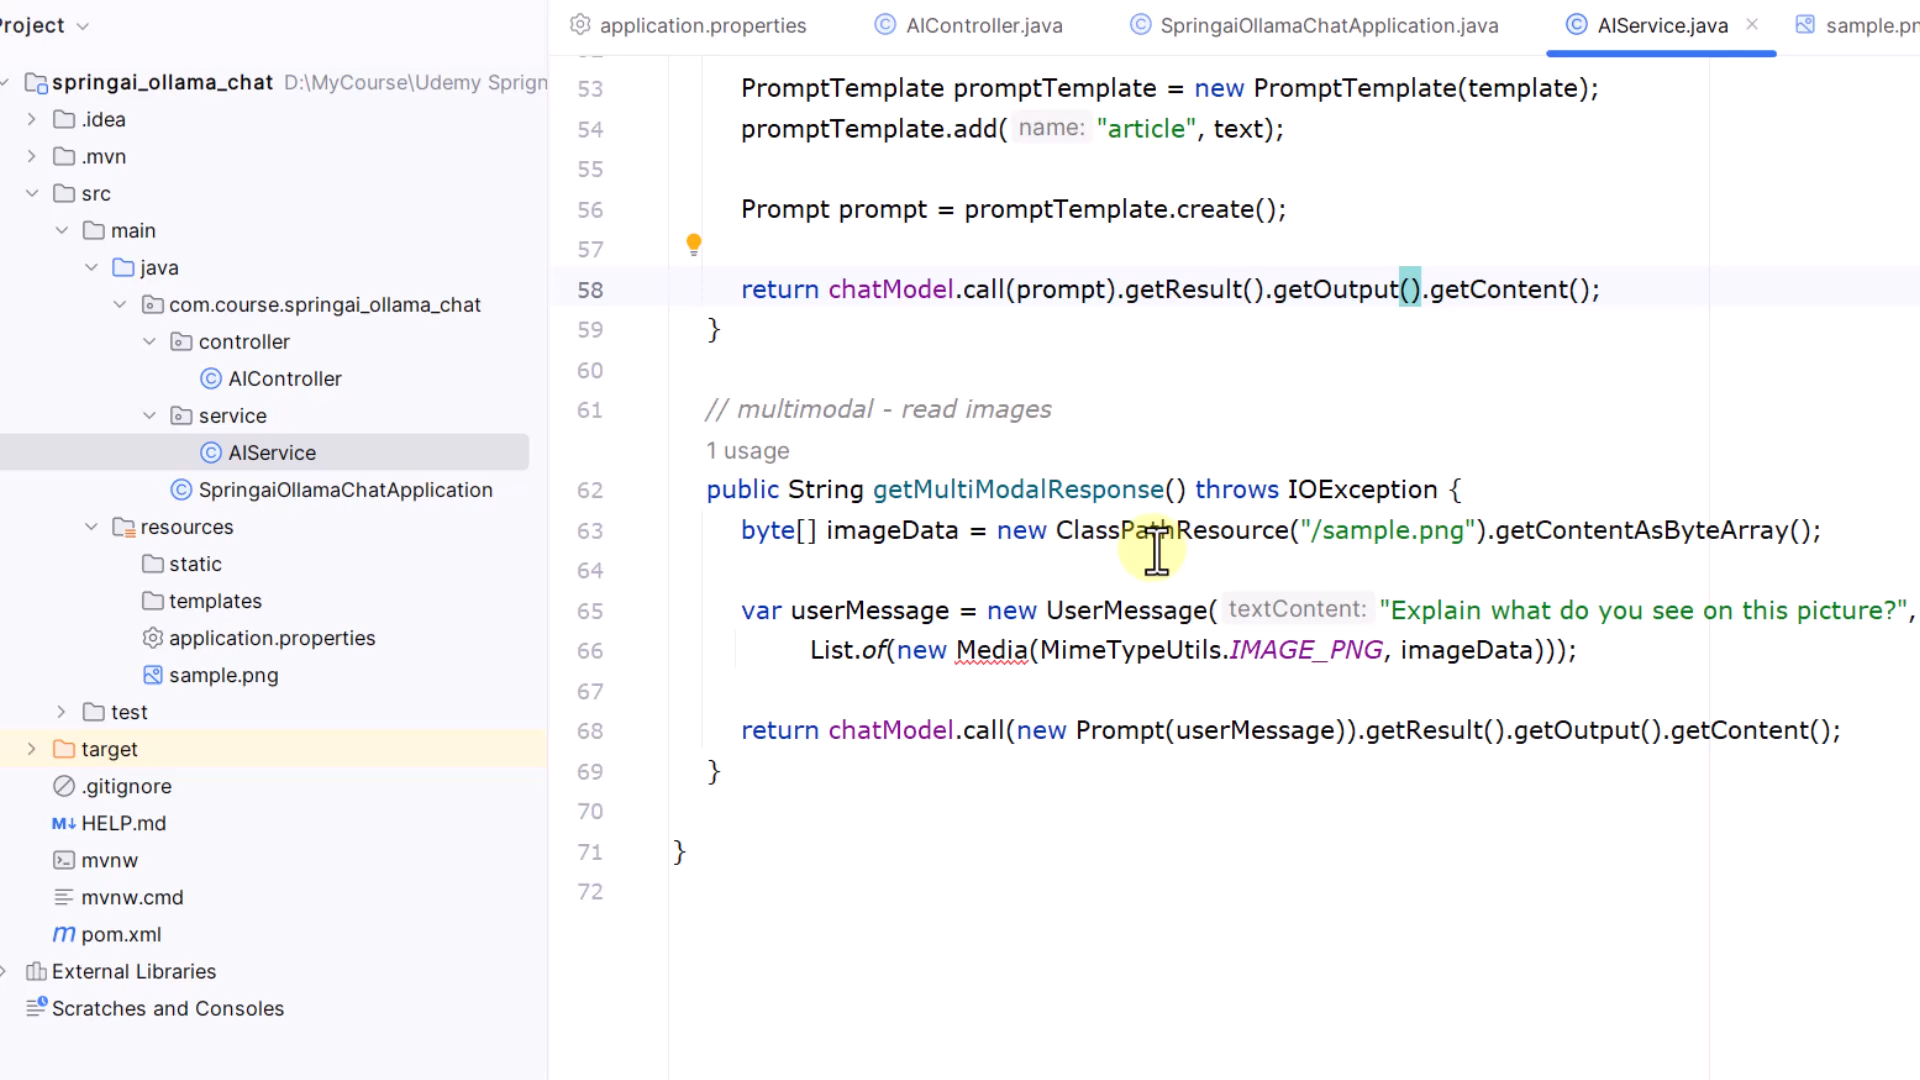 Project
springai_ollama_chat D:\MyCourse\Udemy Sprign
.idea
.mvn
src
main
java
com.course.springai_ollama_chat
controller
AIController
service
AIService
SpringaiOllamaChatApplication
resources
static
templates
application.properties
sample.png
test
target
.gitignore
HELP.md
mvnw
mvnw.cmd
pom.xml
External Libraries
Scratches and Consoles
application.properties AIController.java SpringaiOllamaChatApplication.java AIService.java sample.pn
53 PromptTemplate promptTemplate = new PromptTemplate(template);
54 promptTemplate.add( name: "article", text);
55
56 Prompt prompt = promptTemplate.create();
57
58 return chatModel.call(prompt).getResult().getOutput().getContent();
59 }
60
61 // multimodal - read images
1 usage
62 public String getMultiModalResponse() throws IOException {
63 byte[] imageData = new ClassPathResource("/sample.png").getContentAsByteArray();
64
65 var userMessage = new UserMessage( textContent: "Explain what do you see on this picture?",
66 List.of(new Media(MimeTypeUtils.IMAGE_PNG, imageData)));
67
68 return chatModel.call(new Prompt(userMessage)).getResult().getOutput().getContent();
69 }
70
71 }
72